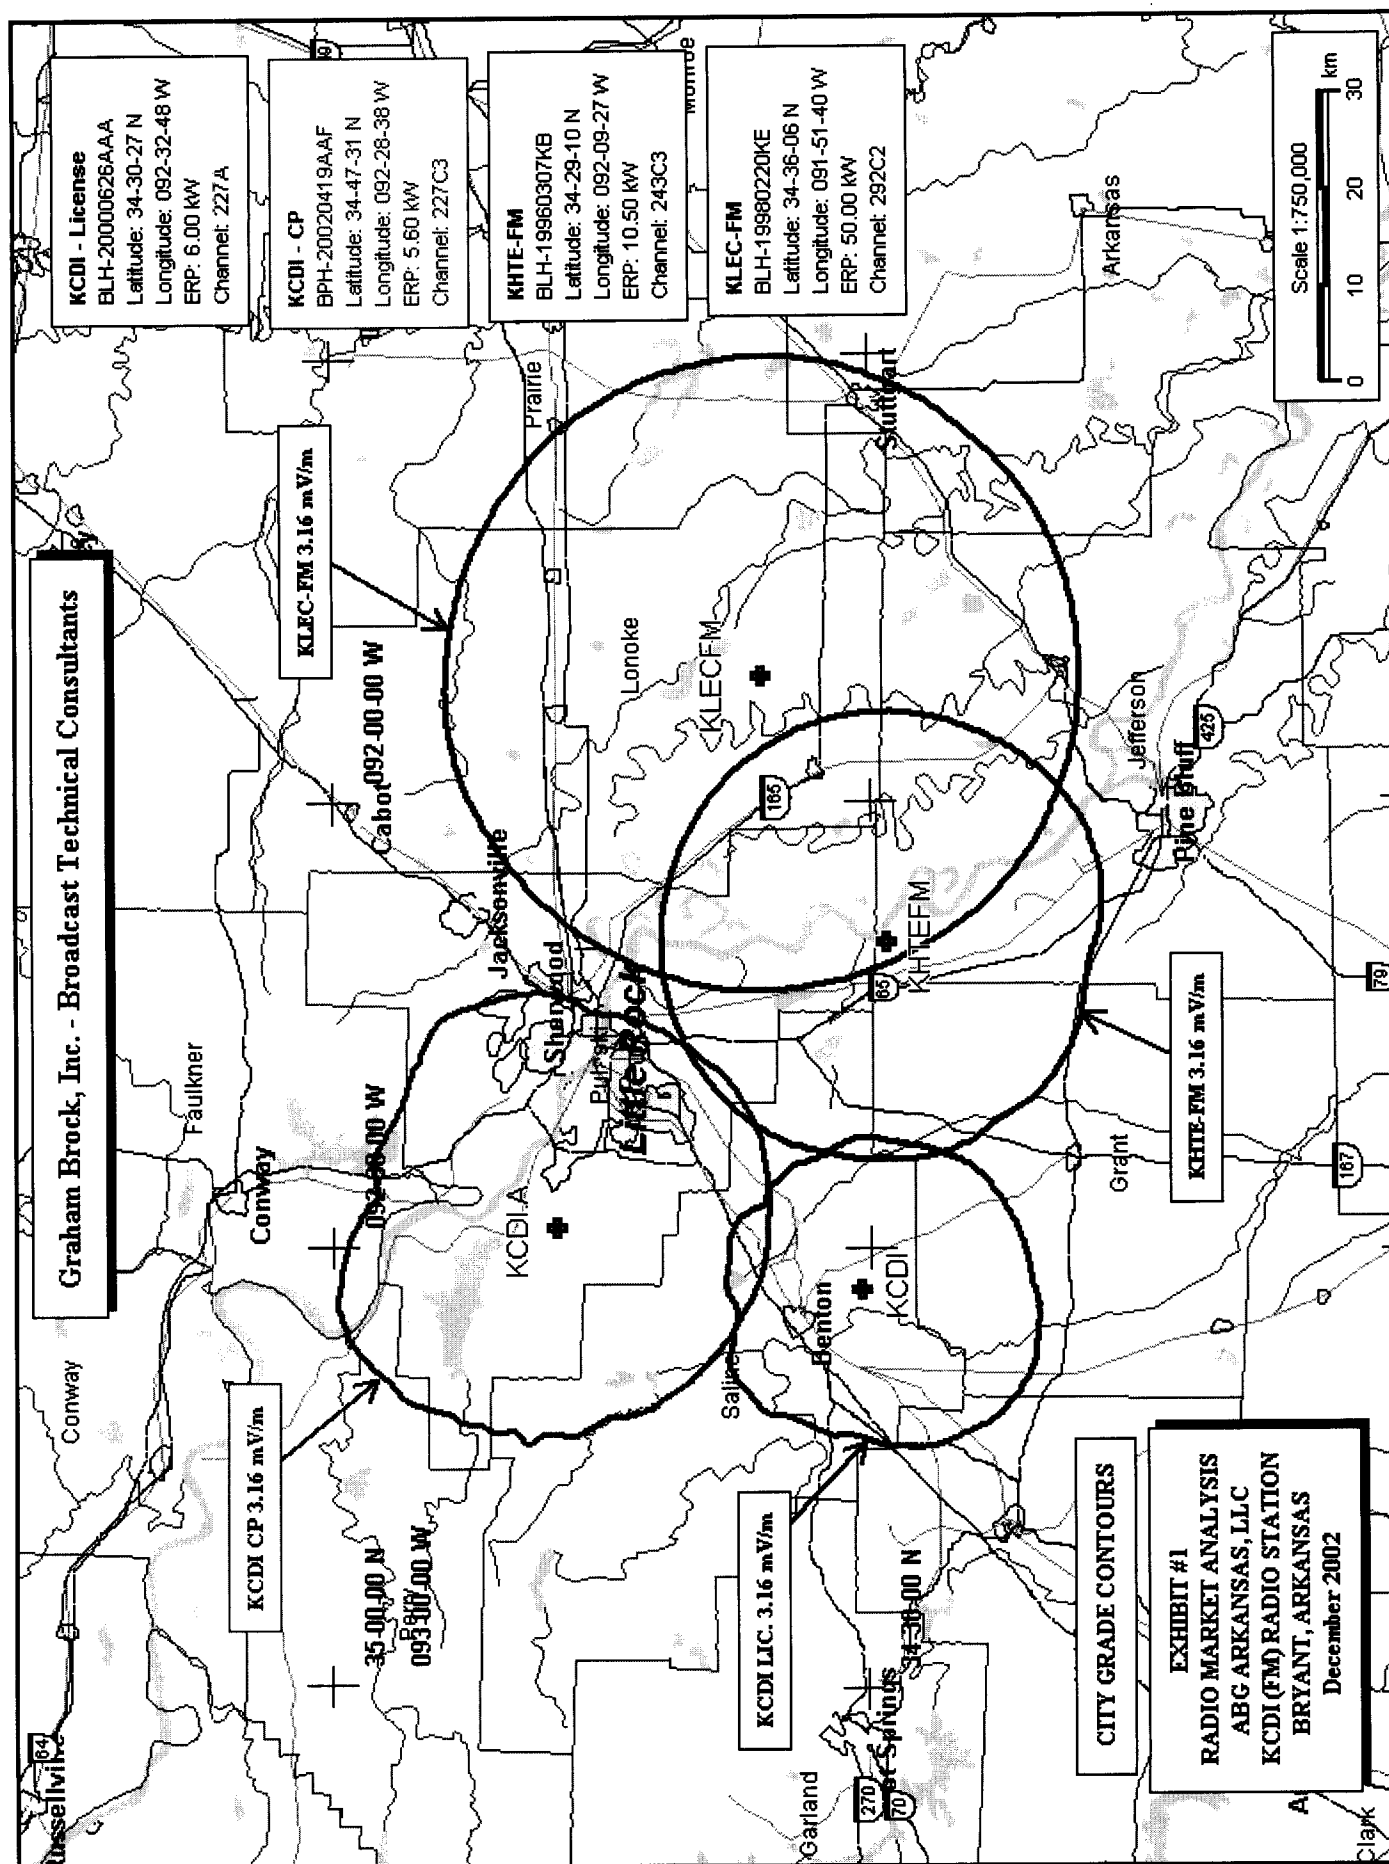 Graham Brock, Inc. - Broadcast Technical Consultants
KCDI - License
BLH-20000626AAA
Latitude: 34-30-27 N
Longitude: 092-32-48 W
ERP: 6.00 kW
Channel: 227A
KCDI - CP
BPH-20020419AAF
Latitude: 34-47-31 N
Longitude: 092-28-38 W
ERP: 5.60 kW
Channel: 227C3
KHTE-FM
BLH-19960307KB
Latitude: 34-29-10 N
Longitude: 092-09-27 W
ERP: 10.50 kW
Channel: 243C3
KLEC-FM
BLH-19980220KE
Latitude: 34-36-06 N
Longitude: 091-51-40 W
ERP: 50.00 kW
Channel: 292C2
Scale 1:750,000
0 10 20 30 km
KCDI CP 3.16 mV/m
KLEC-FM 3.16 mV/m
KCDI LIC. 3.16 mV/m
KHTE-FM 3.16 mV/m
Conway
Faulkner
Conway
092-00-00 W
Cabot
35-00-00 N
093-00-00 W
Perry
Jacksonville
Sherwood
Pulaski
Little Rock
Prairie
Monroe
KCDI.A
Lonoke
KLECFM
Saline
Benton
KCDI
KHTEFM
Stuttgart
Arkansas
165
65
64
34-30-00 N
Garland
270
70
Grant
Jefferson
Pine Bluff
425
79
167
Clark
CITY GRADE CONTOURS
EXHIBIT #1
RADIO MARKET ANALYSIS
ABG ARKANSAS, LLC
KCDI(FM) RADIO STATION
BRYANT, ARKANSAS
December 2002